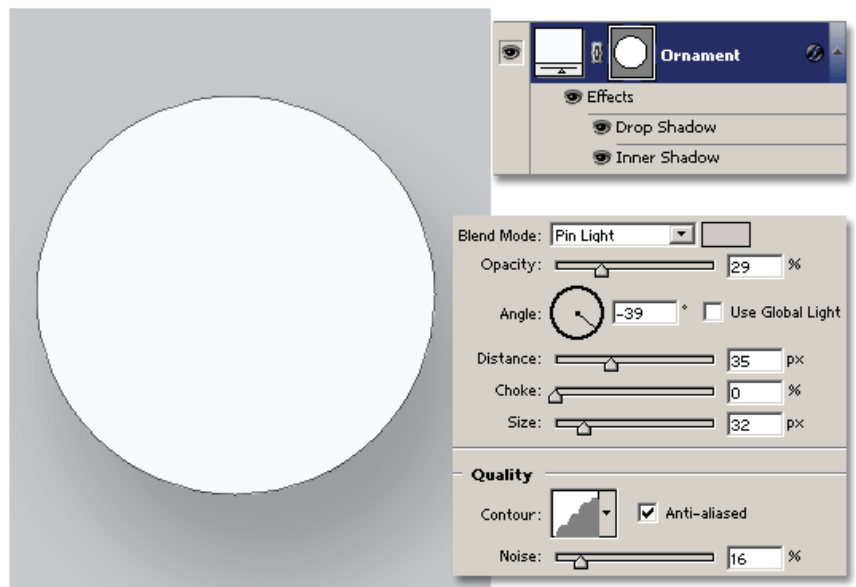 Ornament
Effects
Drop Shadow
Inner Shadow
Blend Mode: Pin Light
Opacity: 29 %
Angle: -39 ° Use Global Light
Distance: 35 px
Choke: 0 %
Size: 32 px
Quality
Contour: Anti-aliased
Noise: 16 %